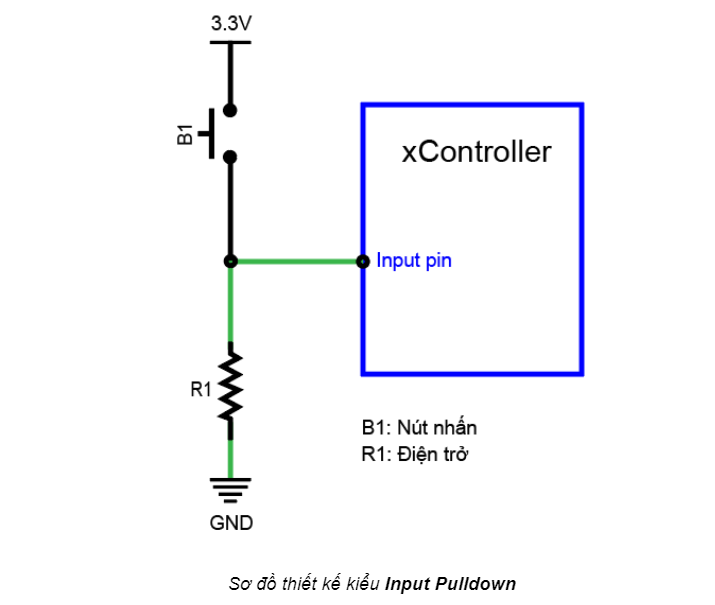 3.3V
B1
xController
Input pin
R1
B1: Nút nhấn
R1: Điện trở
GND
Sơ đồ thiết kế kiểu Input Pulldown